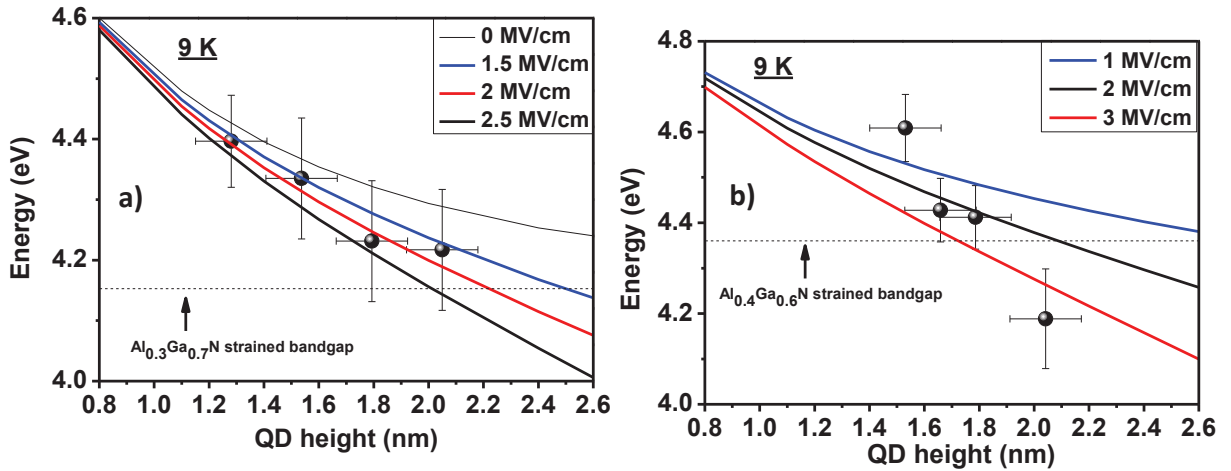 4.6
4.4
4.2
4.0
Energy (eV)
9 K
0 MV/cm
1.5 MV/cm
2 MV/cm
2.5 MV/cm
a)
Al0.3Ga0.7N strained bandgap
0.8 1.0 1.2 1.4 1.6 1.8 2.0 2.2 2.4 2.6
QD height (nm)
4.8
4.6
4.4
4.2
4.0
Energy (eV)
9 K
1 MV/cm
2 MV/cm
3 MV/cm
b)
Al0.4Ga0.6N strained bandgap
0.8 1.0 1.2 1.4 1.6 1.8 2.0 2.2 2.4 2.6
QD height (nm)